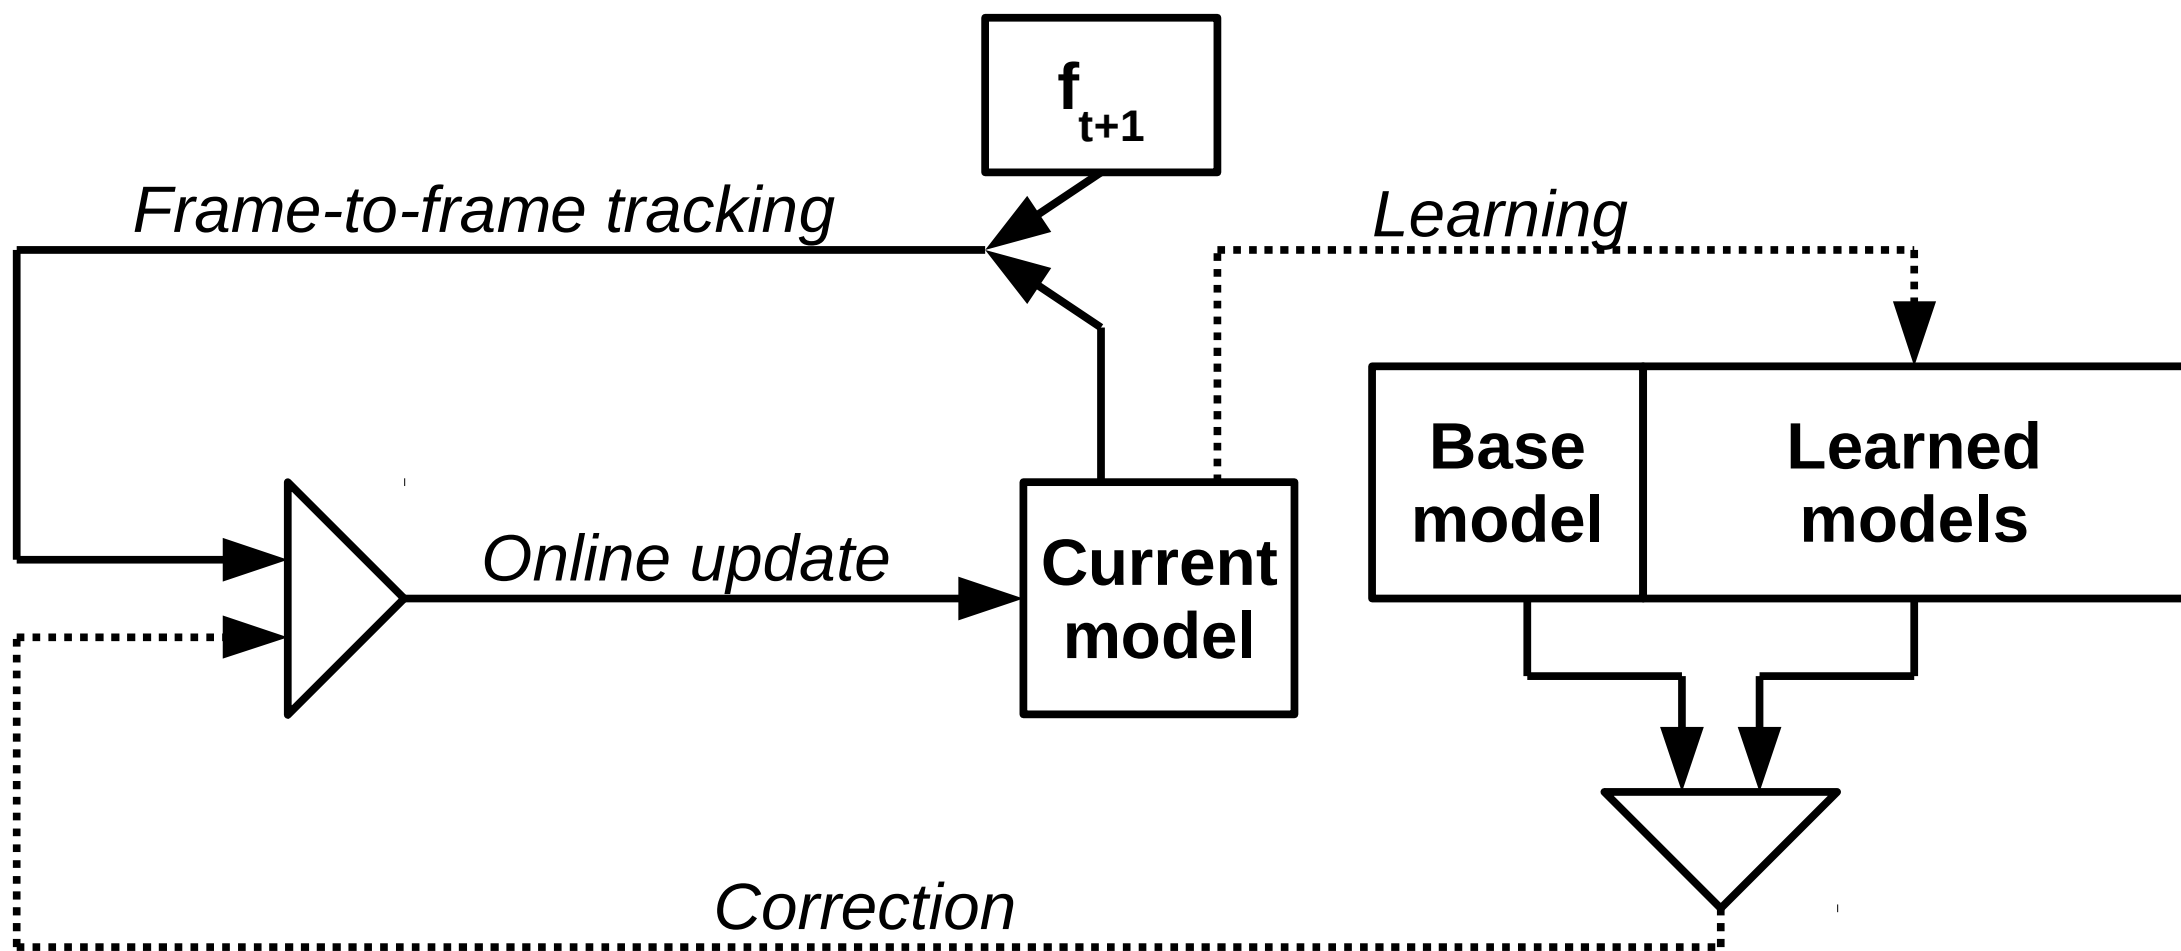 f
t+1
Frame-to-frame tracking
Learning
Base
model
Learned
models
Online update
Current
model
Correction